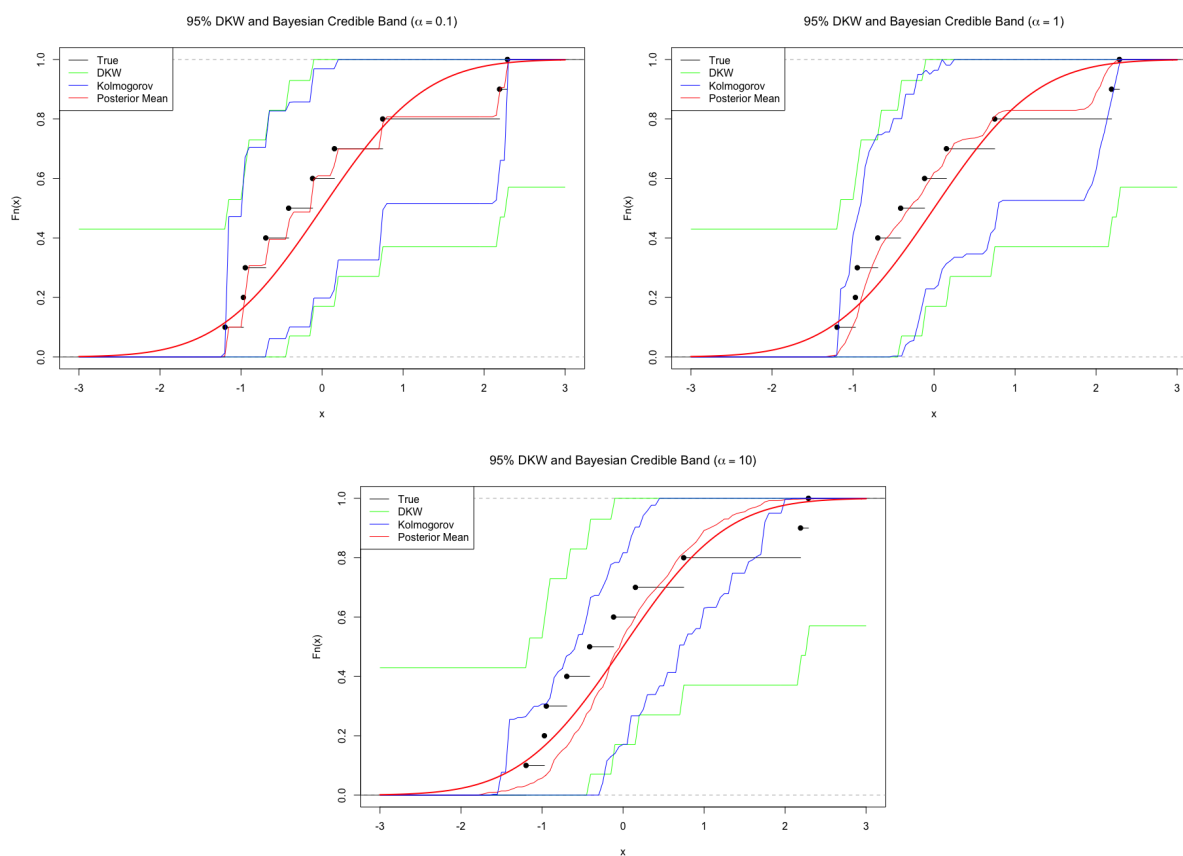 95% DKW and Bayesian Credible Band (α = 0.1)
True
DKW
Kolmogorov
Posterior Mean
Fn(x)
0.0
0.2
0.4
0.6
0.8
1.0
-3
-2
-1
0
1
2
3
x
95% DKW and Bayesian Credible Band (α = 1)
True
DKW
Kolmogorov
Posterior Mean
Fn(x)
0.0
0.2
0.4
0.6
0.8
1.0
-3
-2
-1
0
1
2
3
x
95% DKW and Bayesian Credible Band (α = 10)
True
DKW
Kolmogorov
Posterior Mean
Fn(x)
0.0
0.2
0.4
0.6
0.8
1.0
-3
-2
-1
0
1
2
3
x